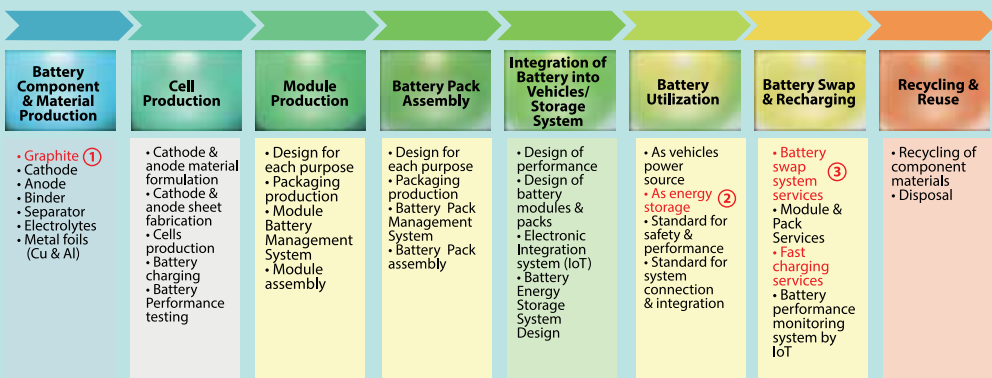 Battery
Component
& Material
Production
• Graphite ①
• Cathode
• Anode
• Binder
• Separator
• Electrolytes
• Metal foils
(Cu & Al)
Cell
Production
• Cathode &
anode material
formulation
• Cathode &
anode sheet
fabrication
• Cells
production
• Battery
charging
• Battery
Performance
testing
Module
Production
• Design for
each purpose
• Packaging
production
• Module
Battery
Management
System
• Module
assembly
Battery Pack
Assembly
• Design for
each purpose
• Packaging
production
• Battery Pack
Management
System
• Battery Pack
assembly
Integration of
Battery into
Vehicles/
Storage
System
• Design of
performance
• Design of
battery
modules &
packs
• Electronic
Integration
system (IoT)
• Battery
Energy
Storage
System
Design
Battery
Utilization
• As vehicles
power
source
• As energy
storage ②
• Standard for
safety &
performance
• Standard for
system
connection
& integration
Battery Swap
& Recharging
• Battery
swap
system ③
services
• Module &
Pack
Services
• Fast
charging
services
• Battery
performance
monitoring
system by
IoT
Recycling &
Reuse
• Recycling of
component
materials
• Disposal